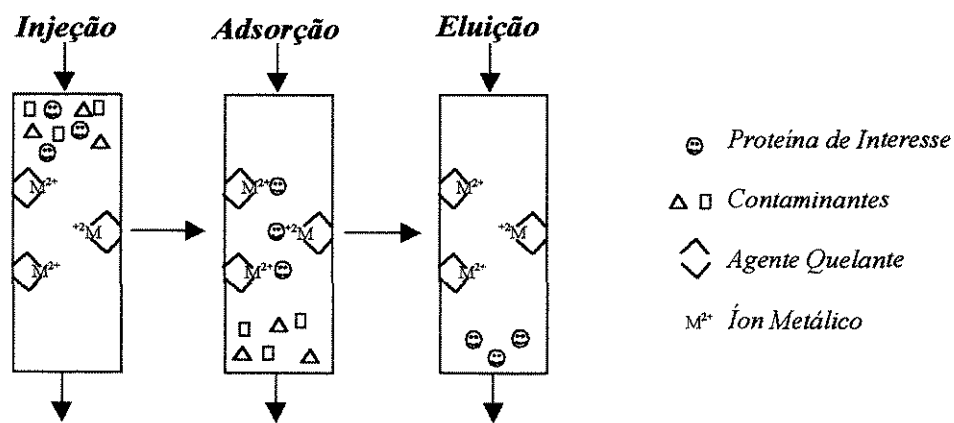 Injeção Adsorção Eluição
Proteína de Interesse
M²⁺ M²⁺ M²⁺
Contaminantes
⁺²M ⁺²M ⁺²M
Agente Quelante
M²⁺ M²⁺ M²⁺
M²⁺ Íon Metálico